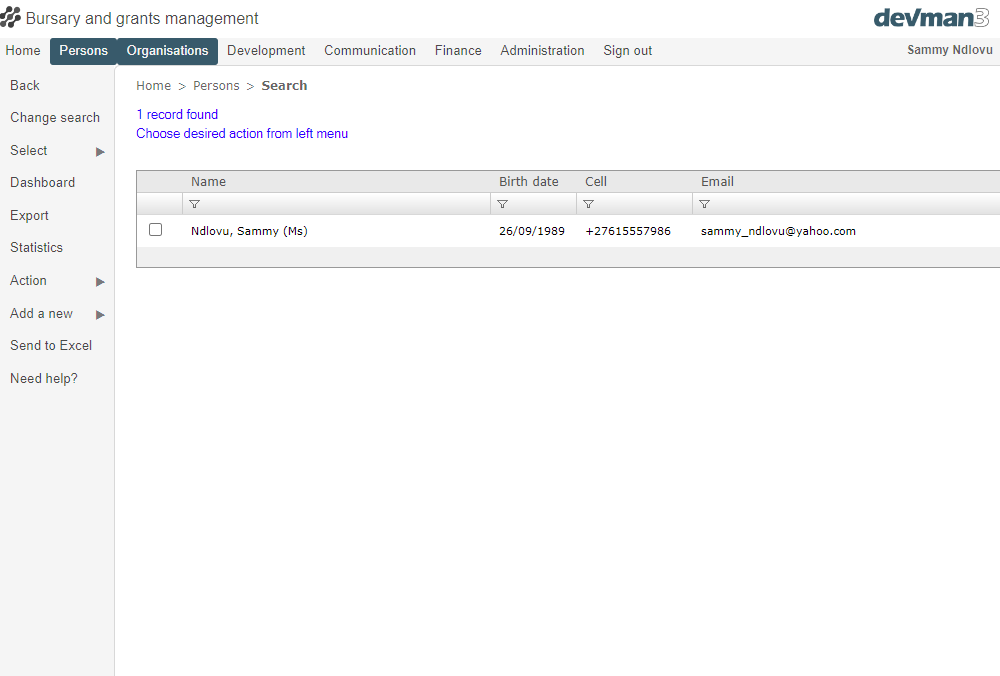 Bursary and grants management
devman3
Home Persons Organisations Development Communication Finance Administration Sign out Sammy Ndlovu
Back
Change search
Select
Dashboard
Export
Statistics
Action
Add a new
Send to Excel
Need help?
Home > Persons > Search
1 record found
Choose desired action from left menu
Name Birth date Cell Email
Ndlovu, Sammy (Ms) 26/09/1989 +27615557986 sammy_ndlovu@yahoo.com